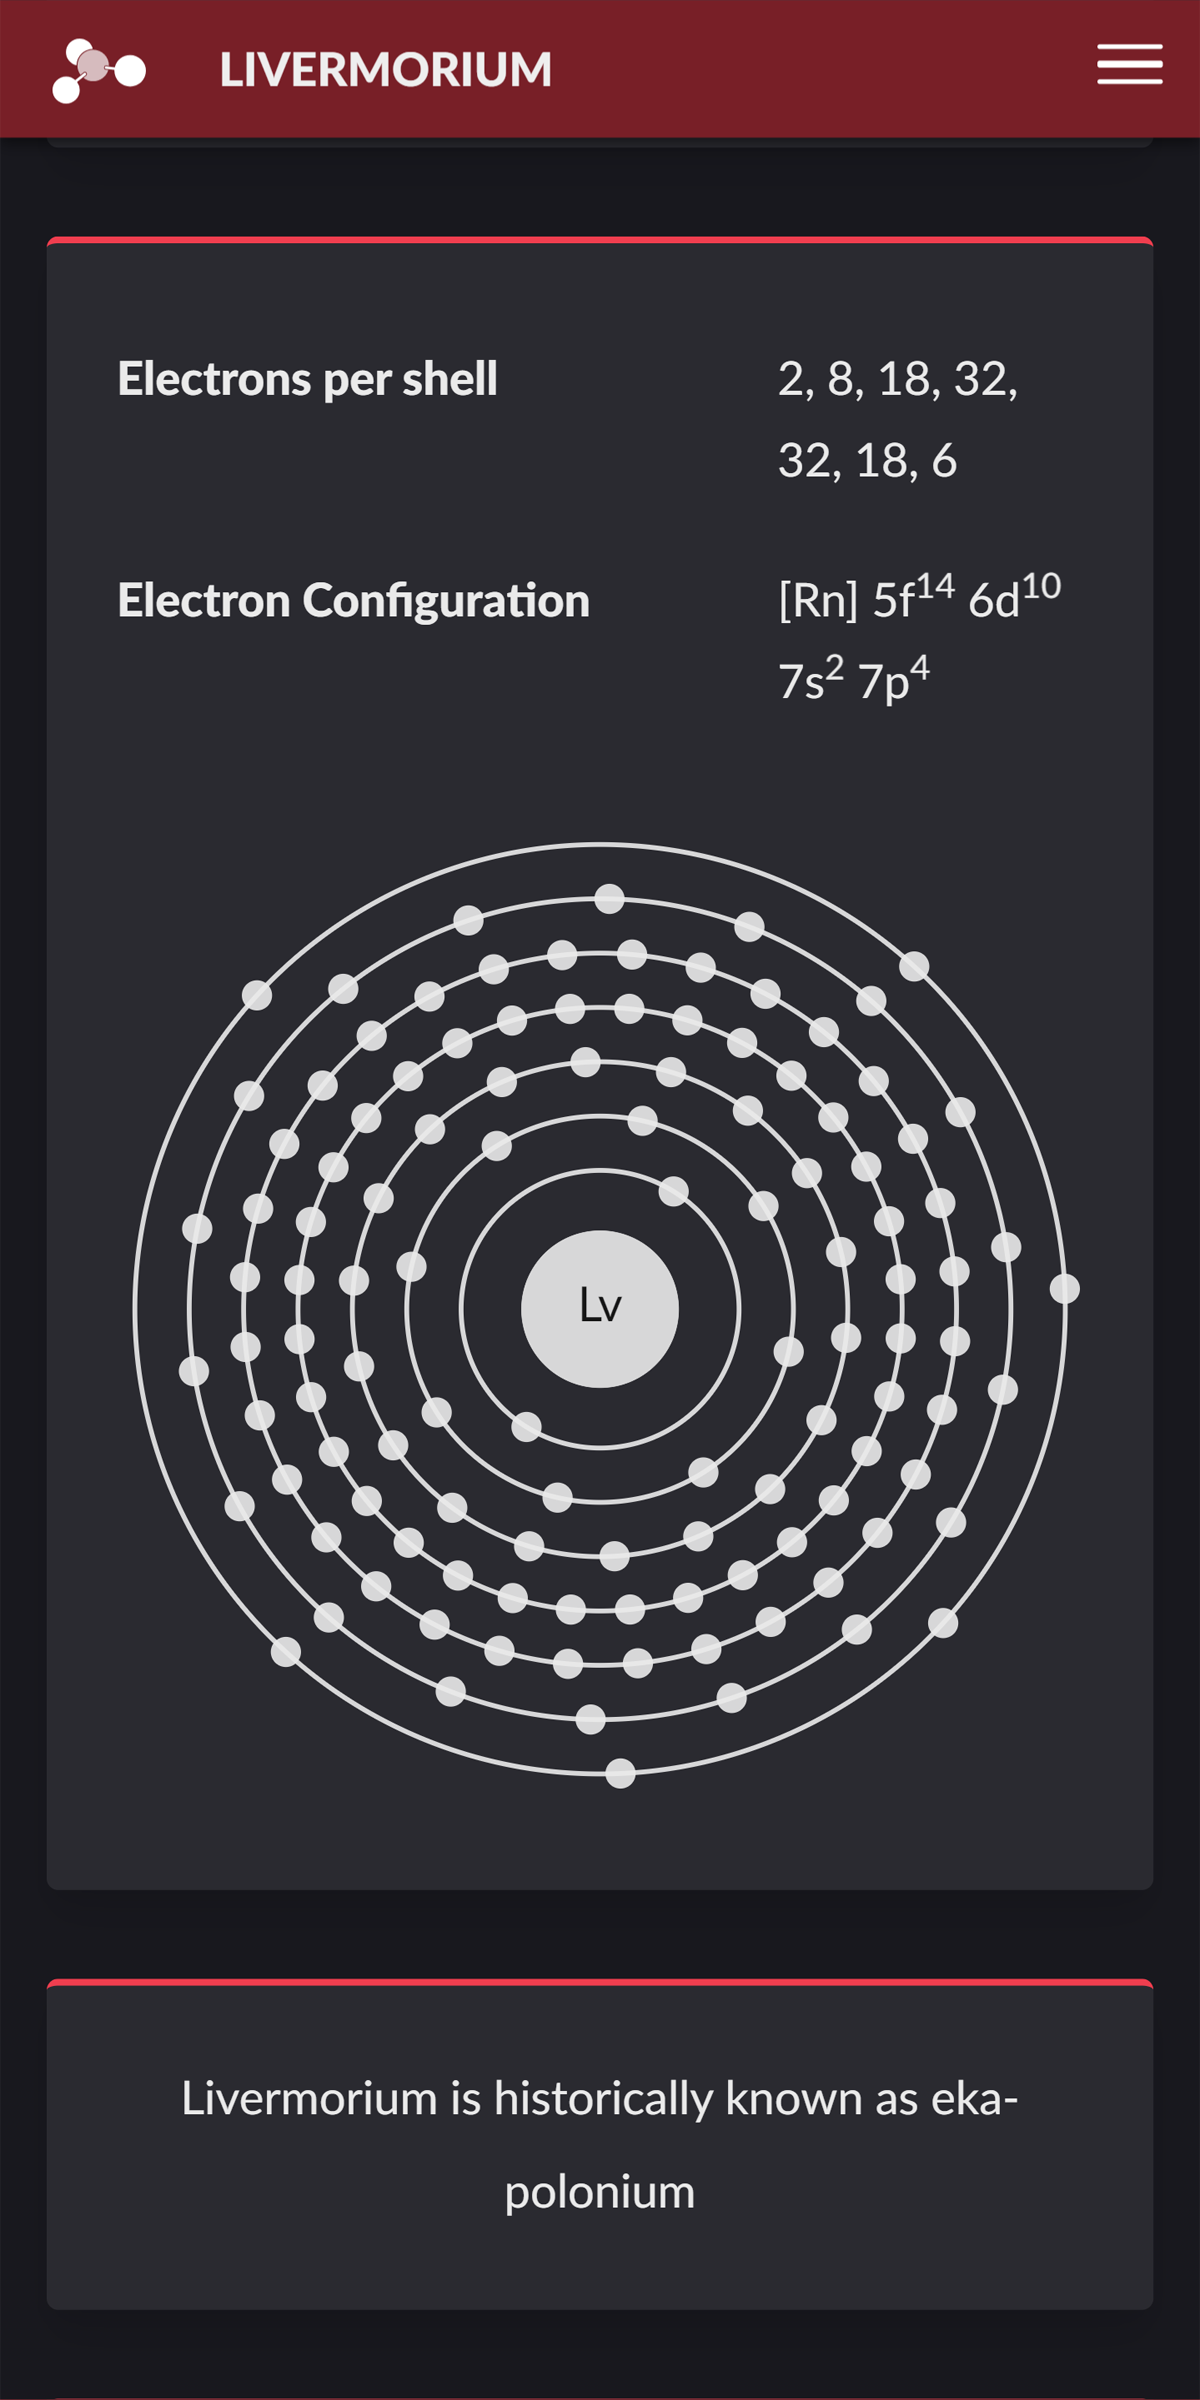 LIVERMORIUM
Electrons per shell
2, 8, 18, 32,
32, 18, 6
Electron Configuration
[Rn] 5f¹⁴ 6d¹⁰
7s² 7p⁴
Lv
Livermorium is historically known as eka-
polonium